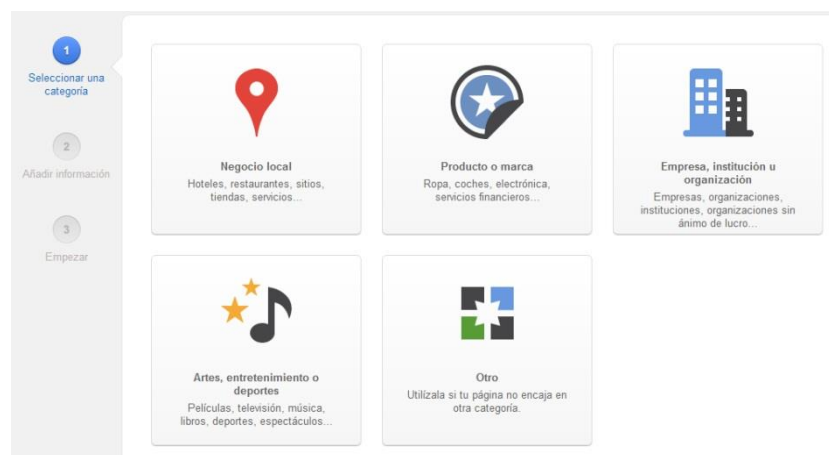 1
Seleccionar una
categoría
2
Añadir información
3
Empezar
Negocio local
Hoteles, restaurantes, sitios,
tiendas, servicios...
Producto o marca
Ropa, coches, electrónica,
servicios financieros...
Empresa, institución u
organización
Empresas, organizaciones,
instituciones, organizaciones sin
ánimo de lucro...
Artes, entretenimiento o
deportes
Películas, televisión, música,
libros, deportes, espectáculos...
Otro
Utilízala si tu página no encaja en
otra categoría.